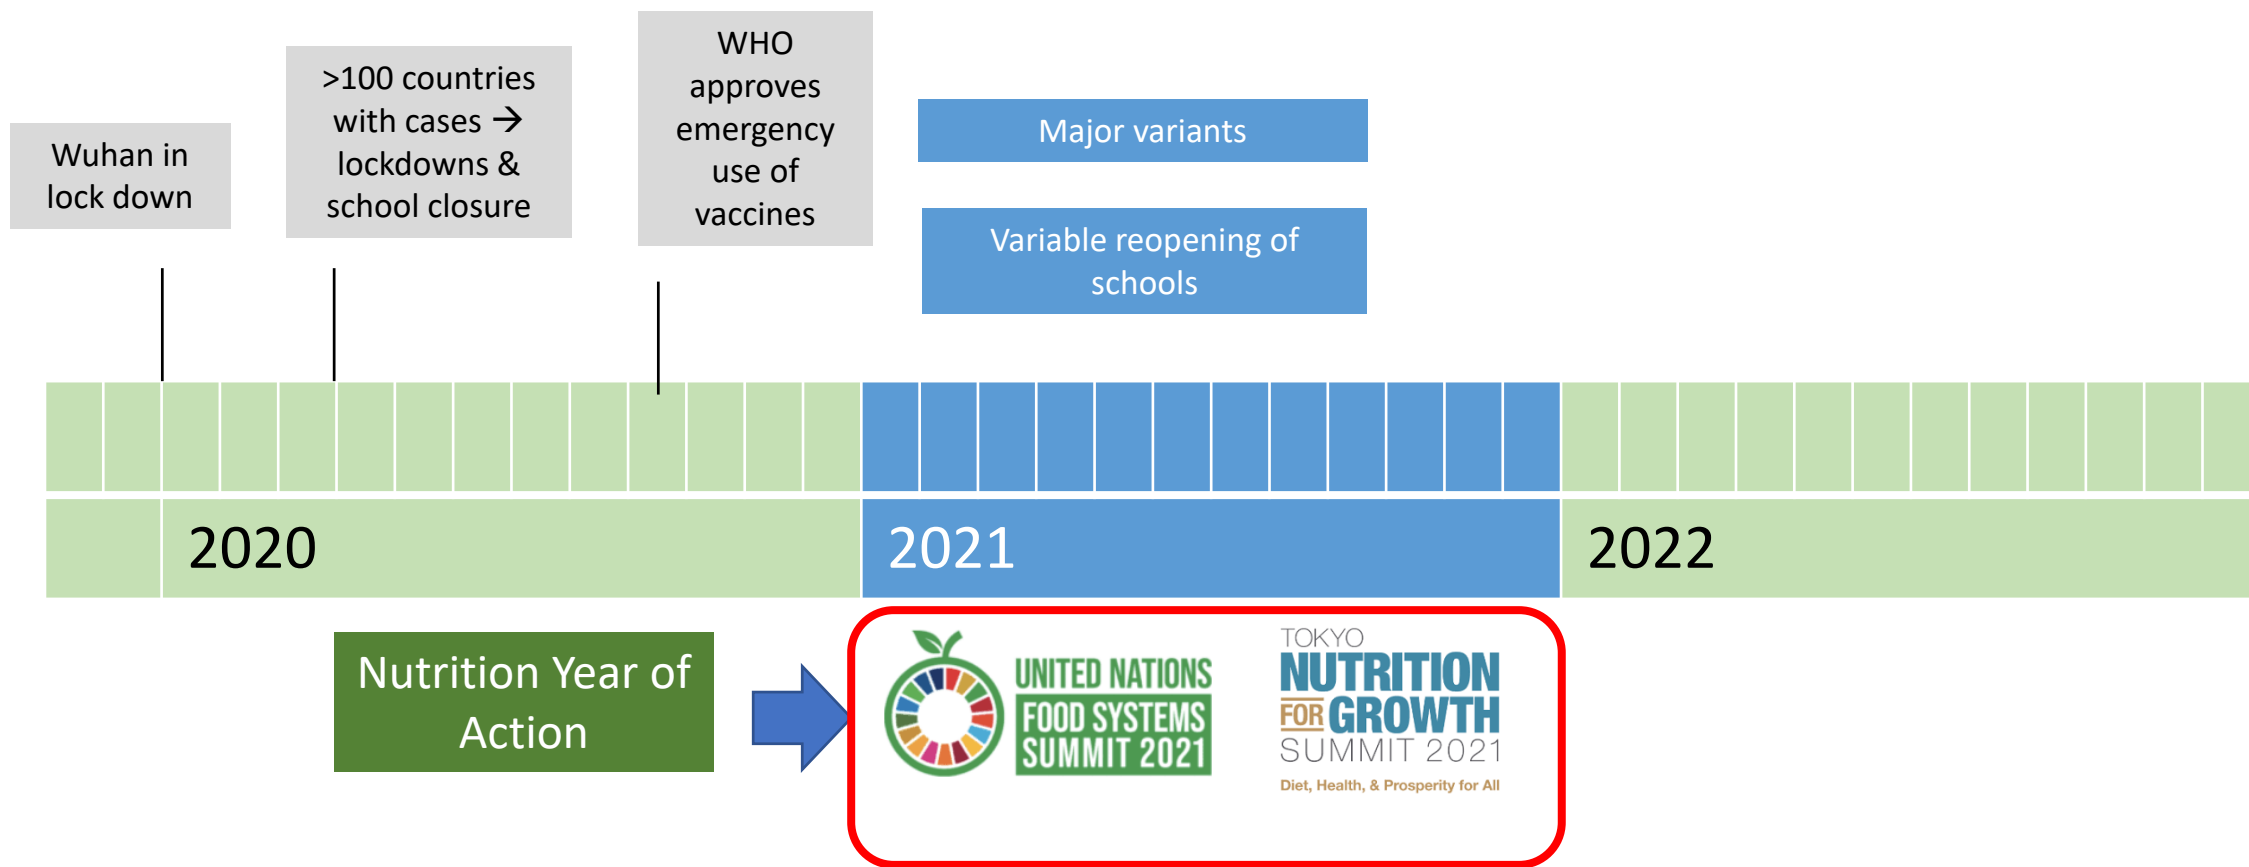 Wuhan in
lock down
>100 countries
with cases →
lockdowns &
school closure
WHO
approves
emergency
use of
vaccines
Major variants
Variable reopening of
schools
2020
2021
2022
Nutrition Year of
Action
UNITED NATIONS
FOOD SYSTEMS
SUMMIT 2021
TOKYO
NUTRITION
FOR GROWTH
SUMMIT 2021
Diet, Health, & Prosperity for All